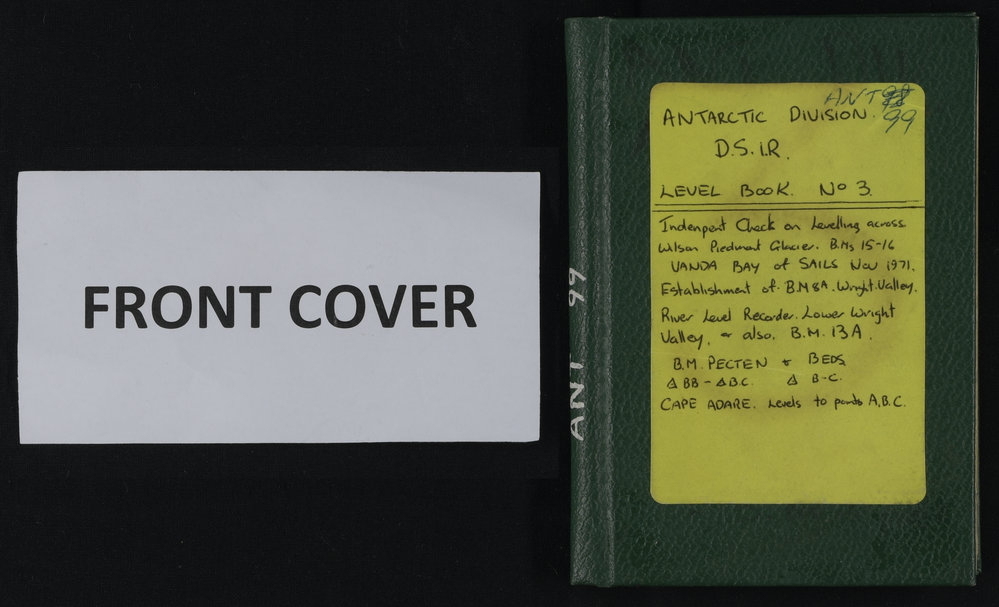 FRONT COVER
ANT 99
ANT 99
ANTARCTIC DIVISION.
D.S.I.R.
LEVEL BOOK. No 3.
Indenpent Check on Levelling across
Wilson Piedmont Glacier. B.Ms 15-16
VANDA BAY of SAILS Nov 1971.
Establishment of B.M 8A. Wright Valley.
River Level Recorder. Lower Wright
Valley, & also. B.M. 13A.
B.M. PECTEN & BEDS
Δ BB - Δ B.C. Δ B-C.
CAPE ADARE. Levels to points A,B.C.